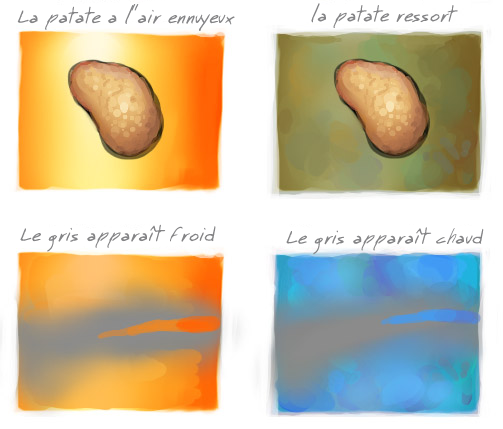 La patate a l'air ennuyeux
la patate ressort
Le gris apparaît froid
Le gris apparaît chaud